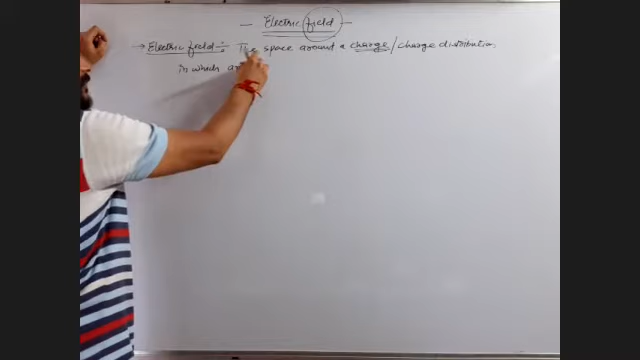 — Electric field —
→ Electric field ÷ The space around a charge / charge distribution,
in which